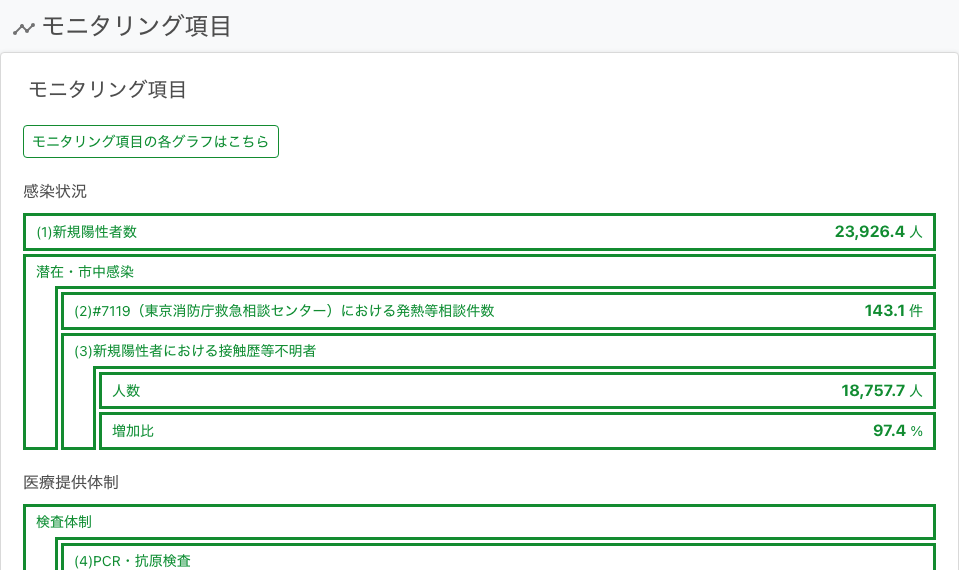 モニタリング項目
モニタリング項目
モニタリング項目の各グラフはこちら
感染状況
(1)新規陽性者数 23,926.4 人
潜在・市中感染
(2)#7119（東京消防庁救急相談センター）における発熱等相談件数 143.1 件
(3)新規陽性者における接触歴等不明者
人数 18,757.7 人
増加比 97.4 %
医療提供体制
検査体制
(4)PCR・抗原検査